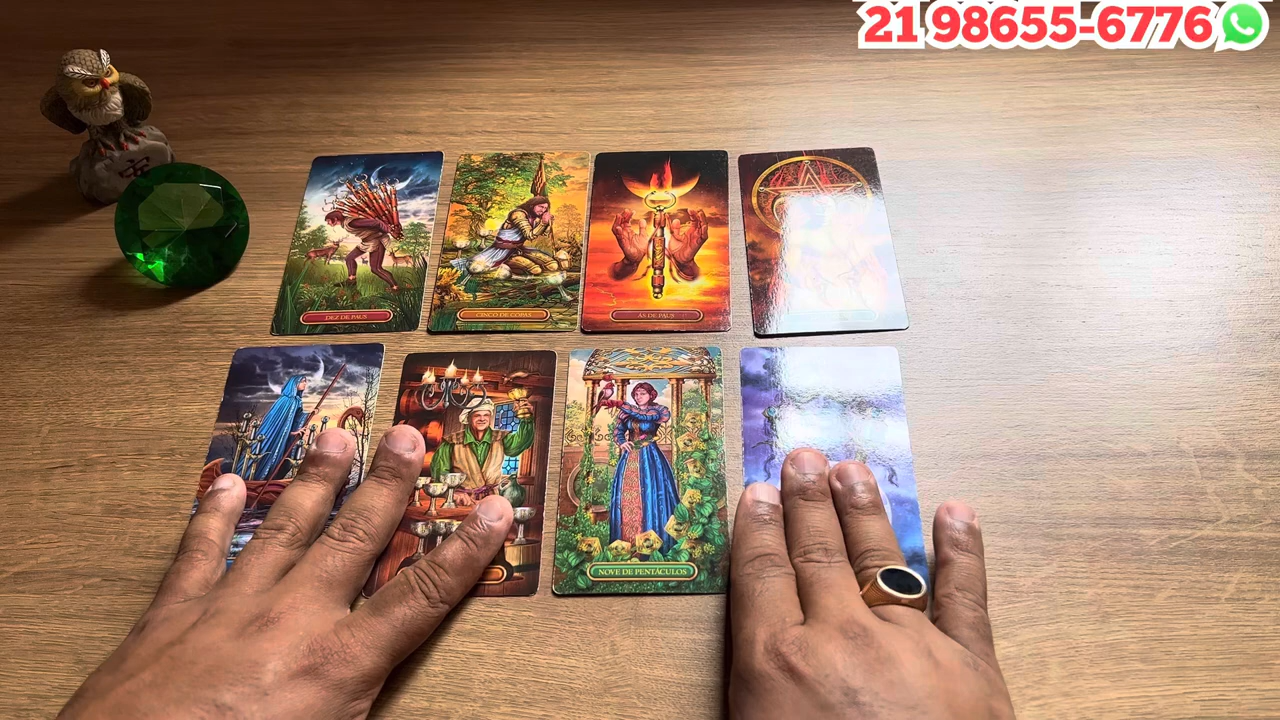 21 98655-6776
DEZ DE PAUS
CINCO DE COPAS
ÁS DE PAUS
NOVE DE PENTÁCULOS